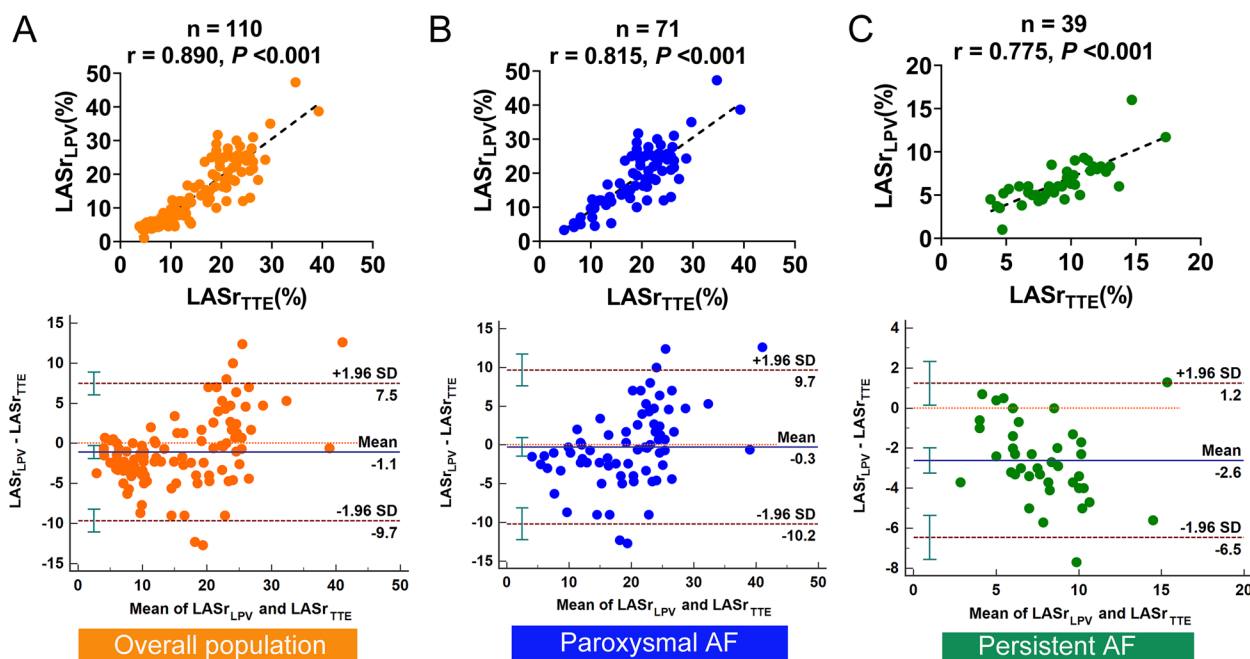 A
n = 110
r = 0.890, P <0.001
50
40
30
20
10
0
LASrLPV(%)
0 10 20 30 40 50
LASrTTE(%)
15
10
5
0
-5
-10
-15
LASrLPV - LASrTTE
+1.96 SD
7.5
Mean
-1.1
-1.96 SD
-9.7
0 10 20 30 40 50
Mean of LASrLPV and LASrTTE
Overall population
B
n = 71
r = 0.815, P <0.001
50
40
30
20
10
0
LASrLPV(%)
0 10 20 30 40 50
LASrTTE(%)
15
10
5
0
-5
-10
-15
LASrLPV - LASrTTE
+1.96 SD
9.7
Mean
-0.3
-1.96 SD
-10.2
0 10 20 30 40 50
Mean of LASrLPV and LASrTTE
Paroxysmal AF
C
n = 39
r = 0.775, P <0.001
20
15
10
5
0
LASrLPV(%)
0 5 10 15 20
LASrTTE(%)
4
2
0
-2
-4
-6
-8
LASrLPV - LASrTTE
+1.96 SD
1.2
Mean
-2.6
-1.96 SD
-6.5
0 5 10 15 20
Mean of LASrLPV and LASrTTE
Persistent AF